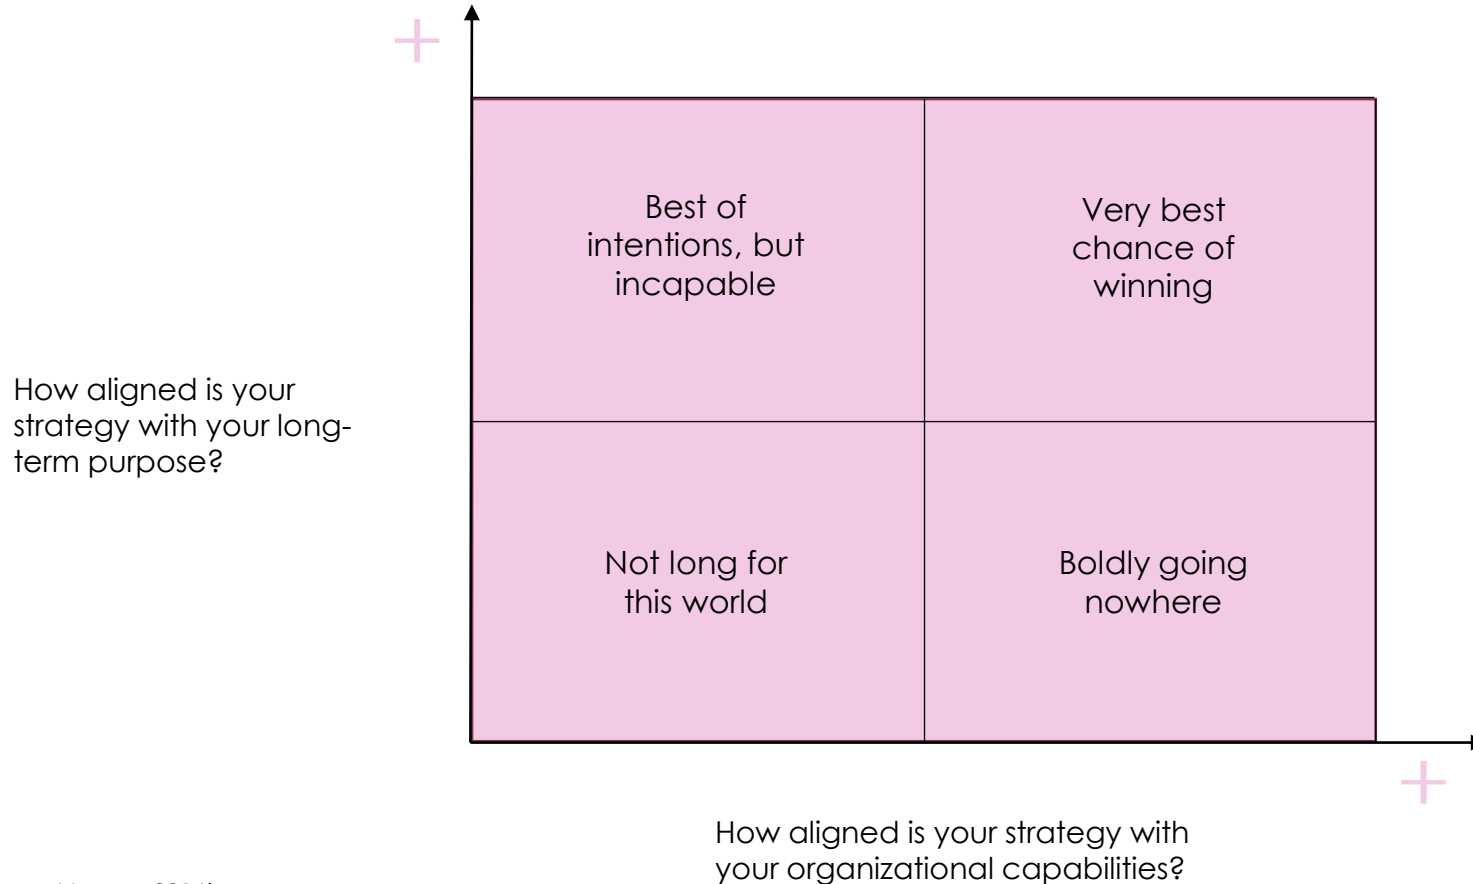 +
Best of
intentions, but
incapable
Very best
chance of
winning
How aligned is your
strategy with your long-
term purpose?
Not long for
this world
Boldly going
nowhere
+
How aligned is your strategy with
your organizational capabilities?